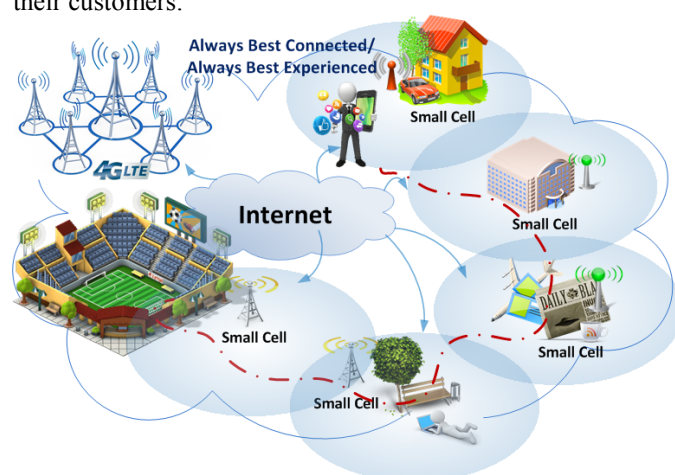 their customers.
Always Best Connected/
Always Best Experienced
Small Cell
4G LTE
Small Cell
Internet
DAILY BLA
Small Cell
Small Cell
Small Cell